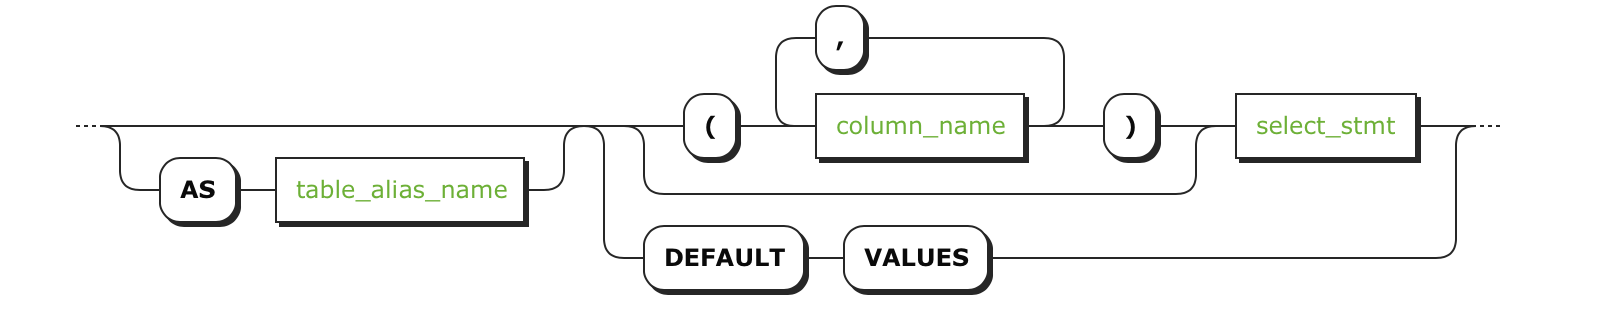 ,
( column_name ) select_stmt
AS table_alias_name
DEFAULT VALUES